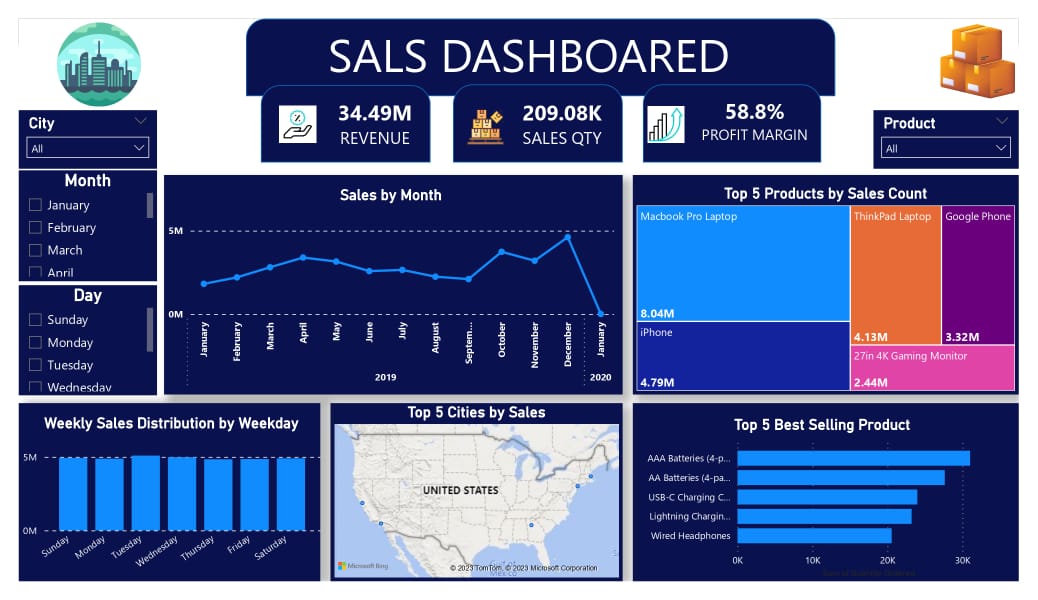 SALS DASHBOARED
34.49M
REVENUE
209.08K
SALES QTY
58.8%
PROFIT MARGIN
City
All
Product
All
Month
January
February
March
April
Day
Sunday
Monday
Tuesday
Wednesday
Sales by Month
5M
0M
January
February
March
April
May
June
July
August
Septem...
October
November
December
January
2019
2020
Top 5 Products by Sales Count
Macbook Pro Laptop
8.04M
iPhone
4.79M
ThinkPad Laptop
4.13M
Google Phone
3.32M
27in 4K Gaming Monitor
2.44M
Weekly Sales Distribution by Weekday
5M
0M
Sunday
Monday
Tuesday
Wednesday
Thursday
Friday
Saturday
Top 5 Cities by Sales
UNITED STATES
Microsoft Bing
© 2023 TomTom, © 2023 Microsoft Corporation
Top 5 Best Selling Product
AAA Batteries (4-p...
AA Batteries (4-pa...
USB-C Charging C...
Lightning Chargin...
Wired Headphones
0K
10K
20K
30K